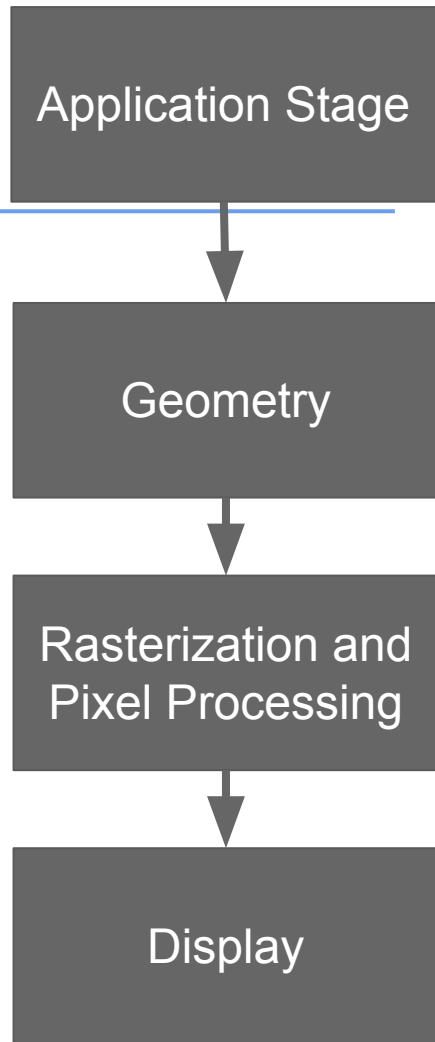 Application Stage
Geometry
Rasterization and
Pixel Processing
Display